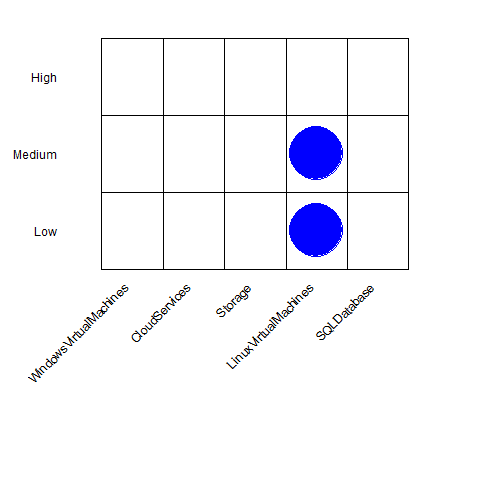 High
Medium
Low
WindowsVirtualMachines
CloudServices
Storage
LinuxVirtualMachines
SQLDatabase